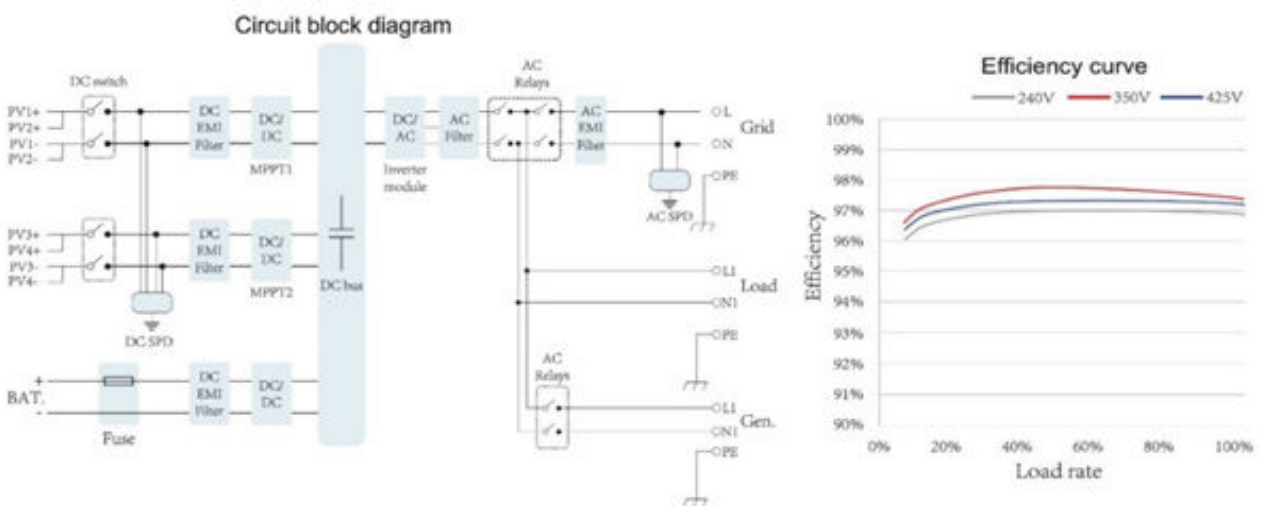 Circuit block diagram
DC switch
PV1+
PV2+
PV1-
PV2-
DC
EMI
Filter
DC/
DC
MPPT1
PV3+
PV4+
PV3-
PV4-
DC
EMI
Filter
DC/
DC
MPPT2
DC SPD
DC bus
BAT.
+
-
Fuse
DC
EMI
Filter
DC/
DC
DC/
AC
Inverter
module
AC
Filter
AC
Relays
AC
EMI
Filter
L
N
Grid
PE
AC SPD
L1
Load
N1
PE
AC
Relays
L1
Gen.
N1
PE
Efficiency curve
240V 350V 425V
100%
99%
98%
97%
96%
95%
94%
93%
92%
91%
90%
Efficiency
0% 20% 40% 60% 80% 100%
Load rate